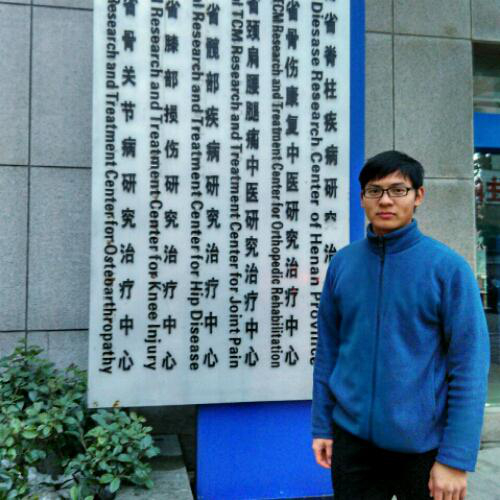 省脊柱疾病研究治
Disease Research Center of Henan Province
省骨伤康复中医研究治疗中心
TCM Research and Treatment Center for Orthopedic Rehabilitation
省颈肩腰腿痛中医研究治疗中心
TCM Research and Treatment Center for Joint Pain
省髋部疾病研究治疗中心
Research and Treatment Center for Hip Disease
省膝部损伤研究治疗中心
Research and Treatment Center for Knee Injury
省骨关节病研究治疗中心
Research and Treatment Center for Ostebarthropathy